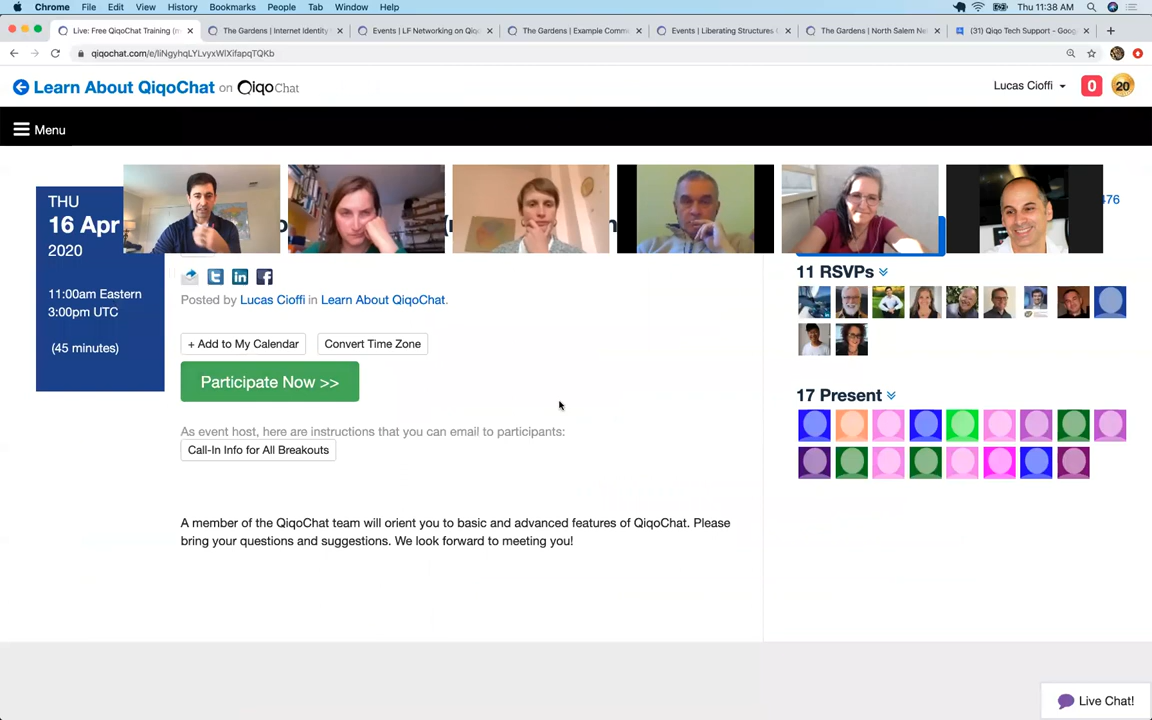 Chrome File Edit View History Bookmarks People Tab Window Help Thu 11:38 AM
Live: Free QiqoChat Training (m
The Gardens | Internet Identity
Events | LF Networking on Qiqo
The Gardens | Example Commu
Events | Liberating Structures
The Gardens | North Salem Ne
(31) Qiqo Tech Support - Goog
qiqochat.com/e/liNgyhqLYLvyxWlXifapqTQKb
Learn About QiqoChat on QiqoChat
Lucas Cioffi 0 20
Menu
THU
16 Apr
2020
476
11:00am Eastern
3:00pm UTC
(45 minutes)
Posted by Lucas Cioffi in Learn About QiqoChat.
+ Add to My Calendar Convert Time Zone
Participate Now >>
As event host, here are instructions that you can email to participants:
Call-In Info for All Breakouts
A member of the QiqoChat team will orient you to basic and advanced features of QiqoChat. Please
bring your questions and suggestions. We look forward to meeting you!
11 RSVPs
17 Present
Live Chat!